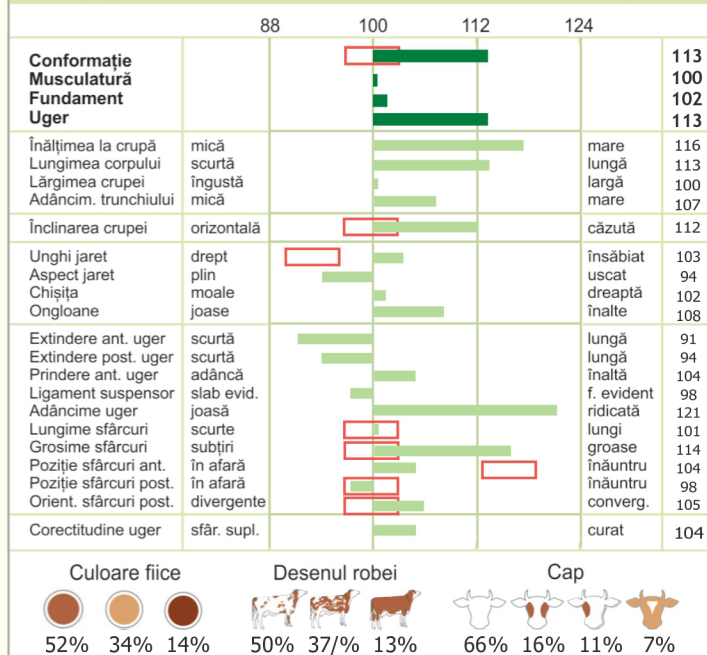 88 100 112 124
Conformație 113
Musculatură 100
Fundament 102
Uger 113
Înălțimea la crupă mică mare 116
Lungimea corpului scurtă lungă 113
Lărgimea crupei îngustă largă 100
Adâncim. trunchiului mică mare 107
Înclinarea crupei orizontală căzută 112
Unghi jaret drept însăbiat 103
Aspect jaret plin uscat 94
Chișița moale dreaptă 102
Ongloane joase înalte 108
Extindere ant. uger scurtă lungă 91
Extindere post. uger scurtă lungă 94
Prindere ant. uger adâncă înaltă 104
Ligament suspensor slab evid. f. evident 98
Adâncime uger joasă ridicată 121
Lungime sfârcuri scurte lungi 101
Grosime sfârcuri subțiri groase 114
Poziție sfârcuri ant. în afară înăuntru 104
Poziție sfârcuri post. în afară înăuntru 98
Orient. sfârcuri post. divergente converg. 105
Corectitudine uger sfâr. supl. curat 104
Culoare fiice Desenul robei Cap
52% 34% 14% 50% 37/% 13% 66% 16% 11% 7%